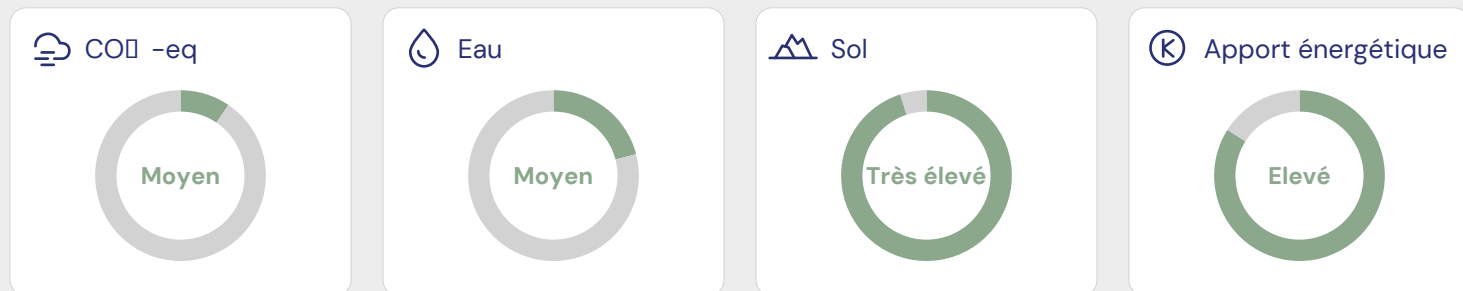 CO▯ -eq
Moyen
Eau
Moyen
Sol
Très élevé
Apport énergétique
Elevé